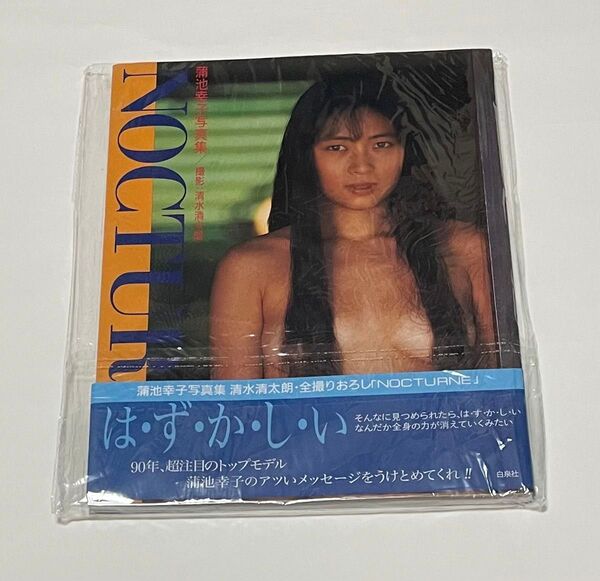 NOCTUR
蒲池幸子写真集
撮影 清水清太朗
蒲池幸子写真集 清水清太朗・全撮りおろし「NOCTURNE」
は・ず・か・し・い
そんなに見つめられたら、は・ず・か・し・い
なんだか全身の力が消えていくみたい
90年、超注目のトップモデル
蒲池幸子のアツいメッセージをうけとめてくれ!!
白泉社